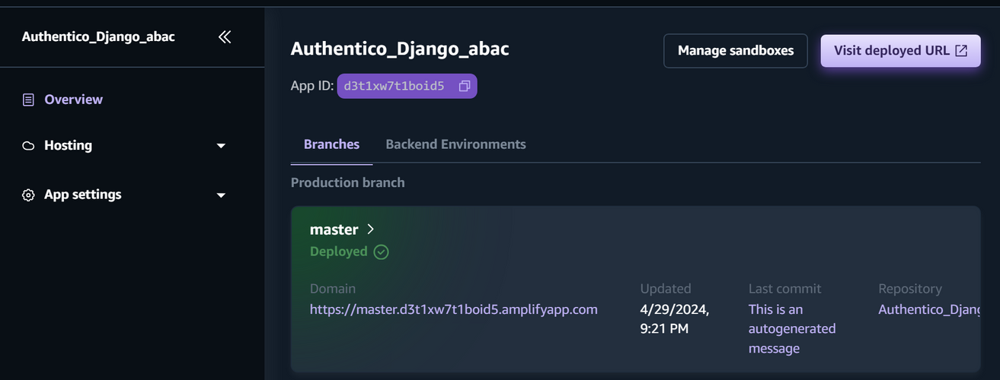 Authentico_Django_abac
Overview
Hosting
App settings
Authentico_Django_abac
Manage sandboxes
Visit deployed URL
App ID: d3t1xw7t1boid5
Branches
Backend Environments
Production branch
master
Deployed
Domain
https://master.d3t1xw7t1boid5.amplifyapp.com
Updated
4/29/2024,
9:21 PM
Last commit
This is an
autogenerated
message
Repository